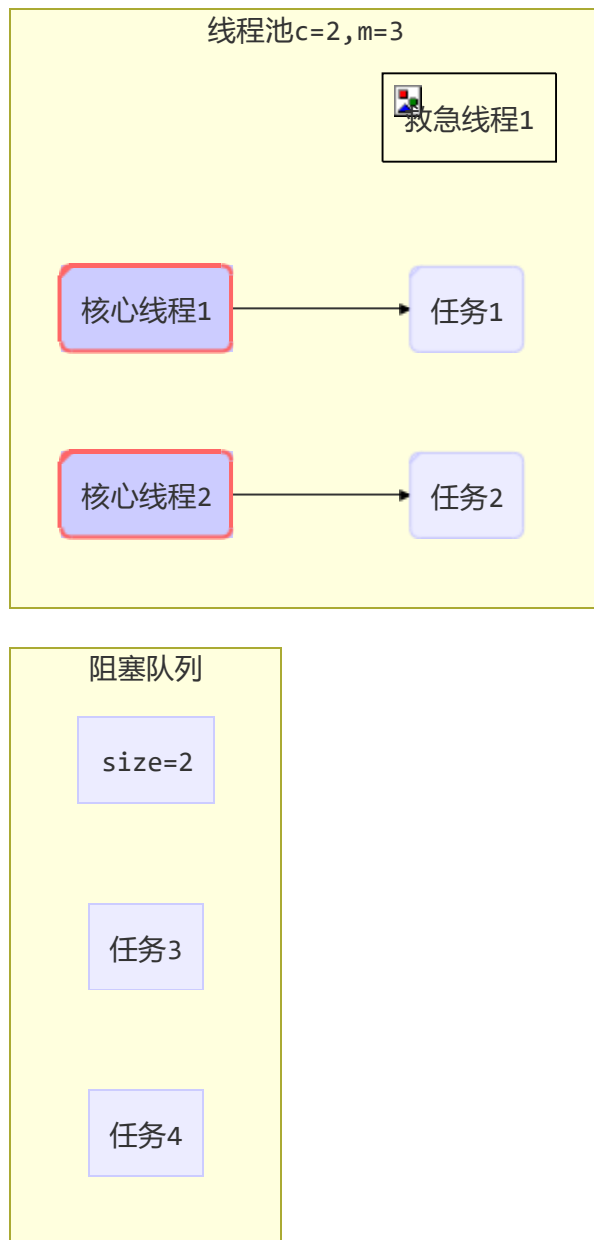 线程池c=2,m=3
救急线程1
核心线程1
任务1
核心线程2
任务2
阻塞队列
size=2
任务3
任务4